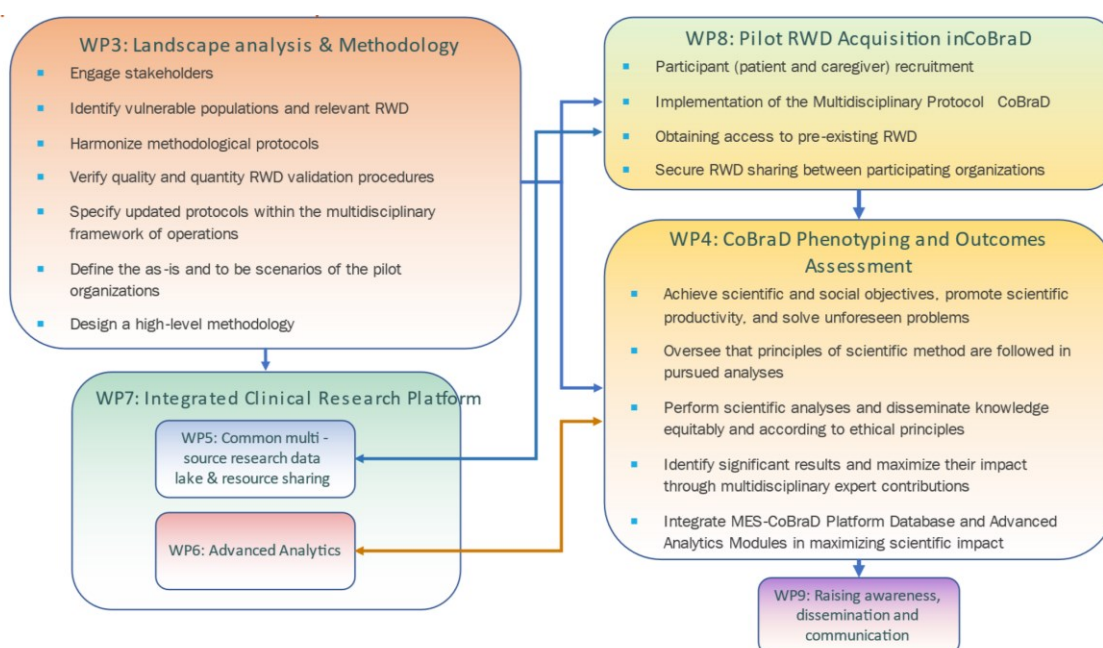 WP3: Landscape analysis & Methodology
Engage stakeholders
Identify vulnerable populations and relevant RWD
Harmonize methodological protocols
Verify quality and quantity RWD validation procedures
Specify updated protocols within the multidisciplinary
framework of operations
Define the as-is and to be scenarios of the pilot
organizations
Design a high-level methodology
WP7: Integrated Clinical Research Platform
WP5: Common multi -
source research data
lake & resource sharing
WP6: Advanced Analytics
WP8: Pilot RWD Acquisition inCoBraD
Participant (patient and caregiver) recruitment
Implementation of the Multidisciplinary Protocol CoBraD
Obtaining access to pre-existing RWD
Secure RWD sharing between participating organizations
WP4: CoBraD Phenotyping and Outcomes
Assessment
Achieve scientific and social objectives, promote scientific
productivity, and solve unforeseen problems
Oversee that principles of scientific method are followed in
pursued analyses
Perform scientific analyses and disseminate knowledge
equitably and according to ethical principles
Identify significant results and maximize their impact
through multidisciplinary expert contributions
Integrate MES-CoBraD Platform Database and Advanced
Analytics Modules in maximizing scientific impact
WP9: Raising awareness,
dissemination and
communication